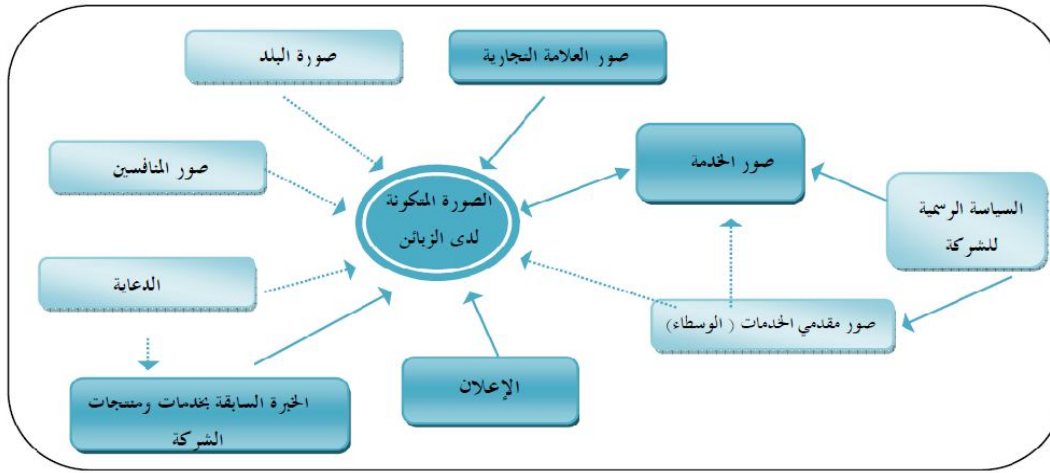 صور العلامة التجارية
صورة البلد
صور الخدمة
صور المنافسين
الصورة المتكونة
لدى الزبائن
السياسة الرسمية
للشركة
الدعاية
صور مقدمي الخدمات ( الوسطاء)
الإعلان
الخبرة السابقة بخدمات ومنتجات
الشركة